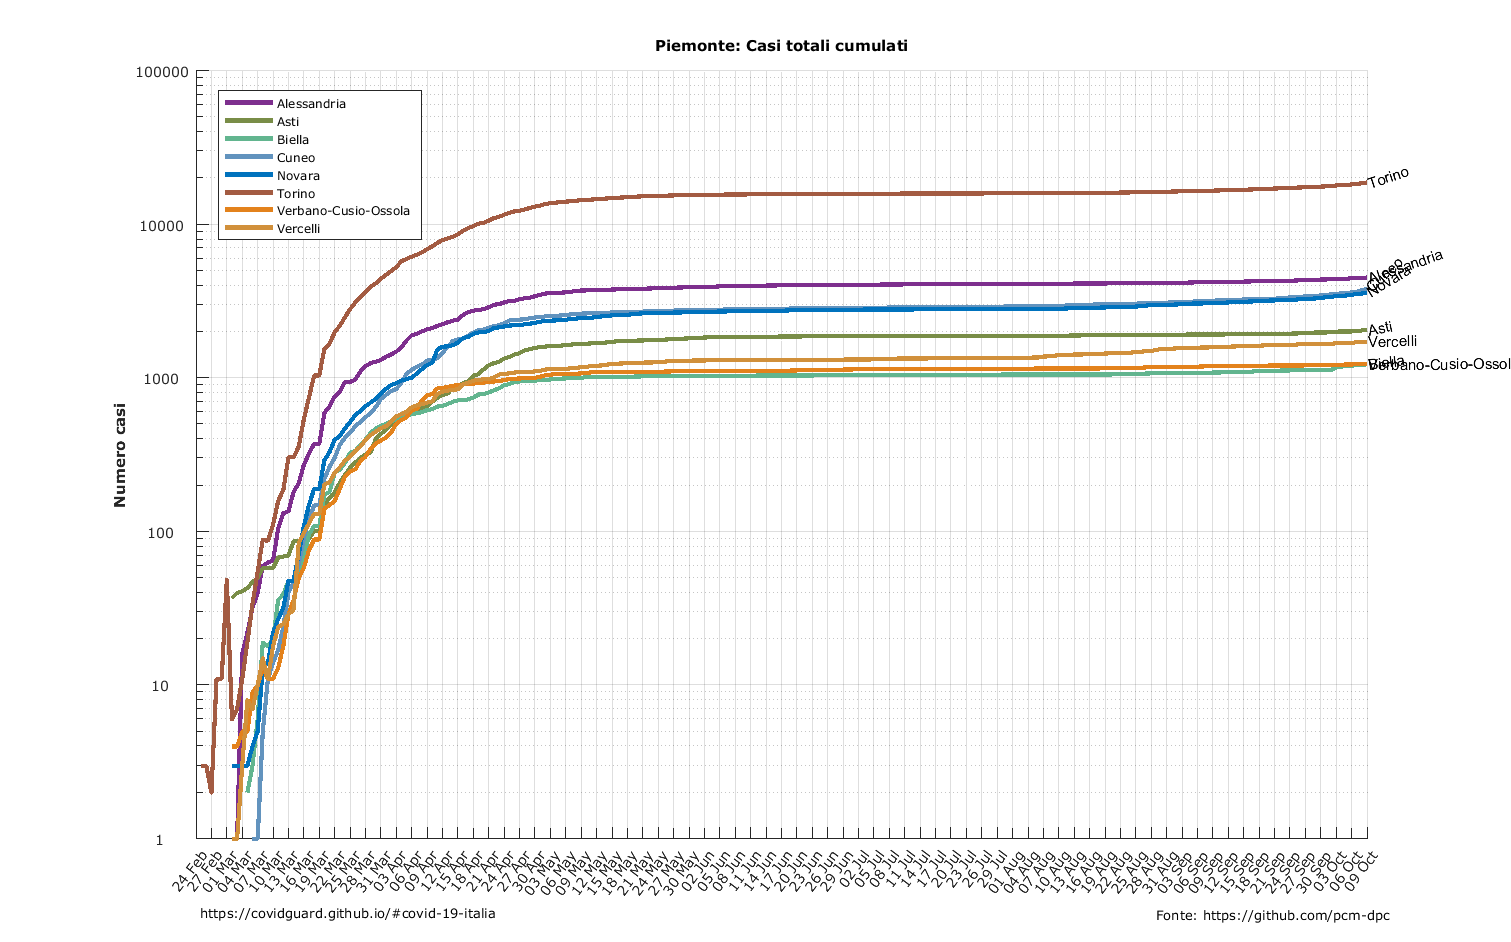 Piemonte: Casi totali cumulati
100000
10000
1000
100
10
1
Numero casi
Alessandria
Asti
Biella
Cuneo
Novara
Torino
Verbano-Cusio-Ossola
Vercelli
Torino
Alessandria
Cuneo
Novara
Asti
Vercelli
Biella
Verbano-Cusio-Ossol
24 Feb
27 Feb
01 Mar
04 Mar
07 Mar
10 Mar
13 Mar
16 Mar
19 Mar
22 Mar
25 Mar
28 Mar
31 Mar
03 Apr
06 Apr
09 Apr
12 Apr
15 Apr
18 Apr
21 Apr
24 Apr
27 Apr
30 Apr
03 May
06 May
09 May
12 May
15 May
18 May
21 May
24 May
27 May
30 May
02 Jun
05 Jun
08 Jun
11 Jun
14 Jun
17 Jun
20 Jun
23 Jun
26 Jun
29 Jun
02 Jul
05 Jul
08 Jul
11 Jul
14 Jul
17 Jul
20 Jul
23 Jul
26 Jul
29 Jul
01 Aug
04 Aug
07 Aug
10 Aug
13 Aug
16 Aug
19 Aug
22 Aug
25 Aug
28 Aug
31 Aug
03 Sep
06 Sep
09 Sep
12 Sep
15 Sep
18 Sep
21 Sep
24 Sep
27 Sep
30 Sep
03 Oct
06 Oct
09 Oct
https://covidguard.github.io/#covid-19-italia
Fonte: https://github.com/pcm-dpc